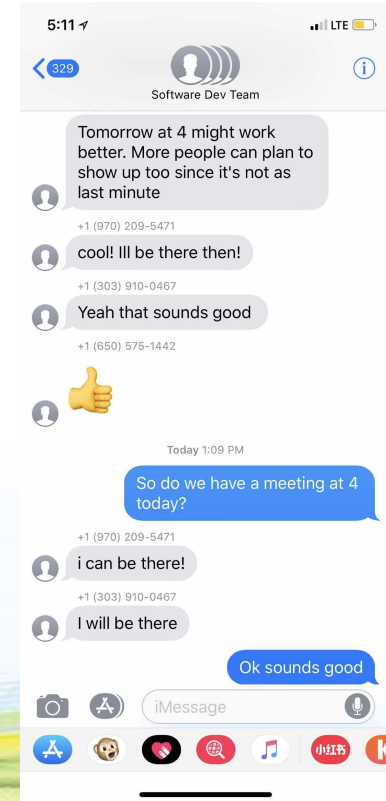 5:11
LTE
329
Software Dev Team
Tomorrow at 4 might work
better. More people can plan to
show up too since it's not as
last minute
+1 (970) 209-5471
cool! Ill be there then!
+1 (303) 910-0467
Yeah that sounds good
+1 (650) 575-1442
Today 1:09 PM
So do we have a meeting at 4
today?
+1 (970) 209-5471
i can be there!
+1 (303) 910-0467
I will be there
Ok sounds good
iMessage
小红书
K